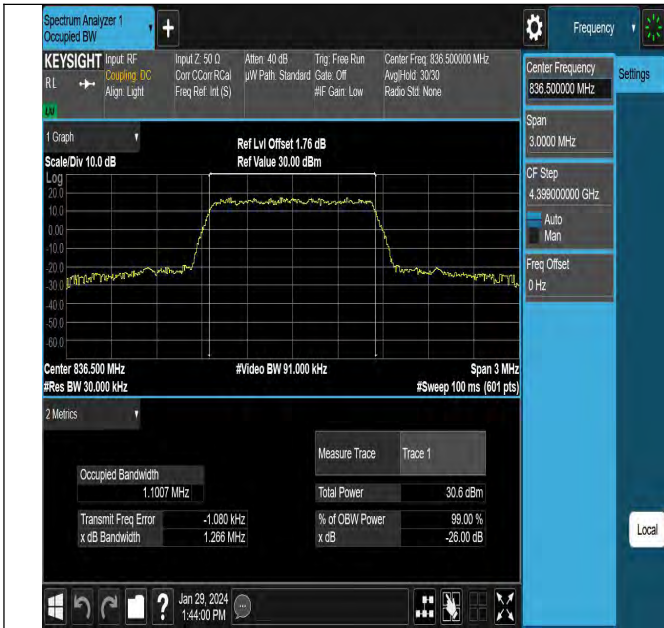 Spectrum Analyzer 1
Occupied BW
+
Frequency
KEYSIGHT
RL
Input: RF
Coupling: DC
Align: Light
Input Z: 50 Ω
Corr CCorr RCal
Freq Ref: Int (S)
Atten: 40 dB
µW Path: Standard
Trig: Free Run
Gate: Off
#IF Gain: Low
Center Freq: 836.500000 MHz
Avg|Hold: 30/30
Radio Std: None
Center Frequency
836.500000 MHz
Settings
Span
3.0000 MHz
CF Step
4.399000000 GHz
Auto
Man
Freq Offset
0 Hz
Local
1 Graph
Scale/Div 10.0 dB
Ref Lvl Offset 1.76 dB
Ref Value 30.00 dBm
Log
20.0
10.0
0.00
-10.0
-20.0
-30.0
-40.0
-50.0
-60.0
Center 836.500 MHz
#Video BW 91.000 kHz
Span 3 MHz
#Res BW 30.000 kHz
#Sweep 100 ms (601 pts)
2 Metrics
Measure Trace
Trace 1
Occupied Bandwidth
1.1007 MHz
Total Power
30.6 dBm
Transmit Freq Error
-1.080 kHz
% of OBW Power
99.00 %
x dB Bandwidth
1.266 MHz
x dB
-26.00 dB
?
Jan 29, 2024
1:44:00 PM